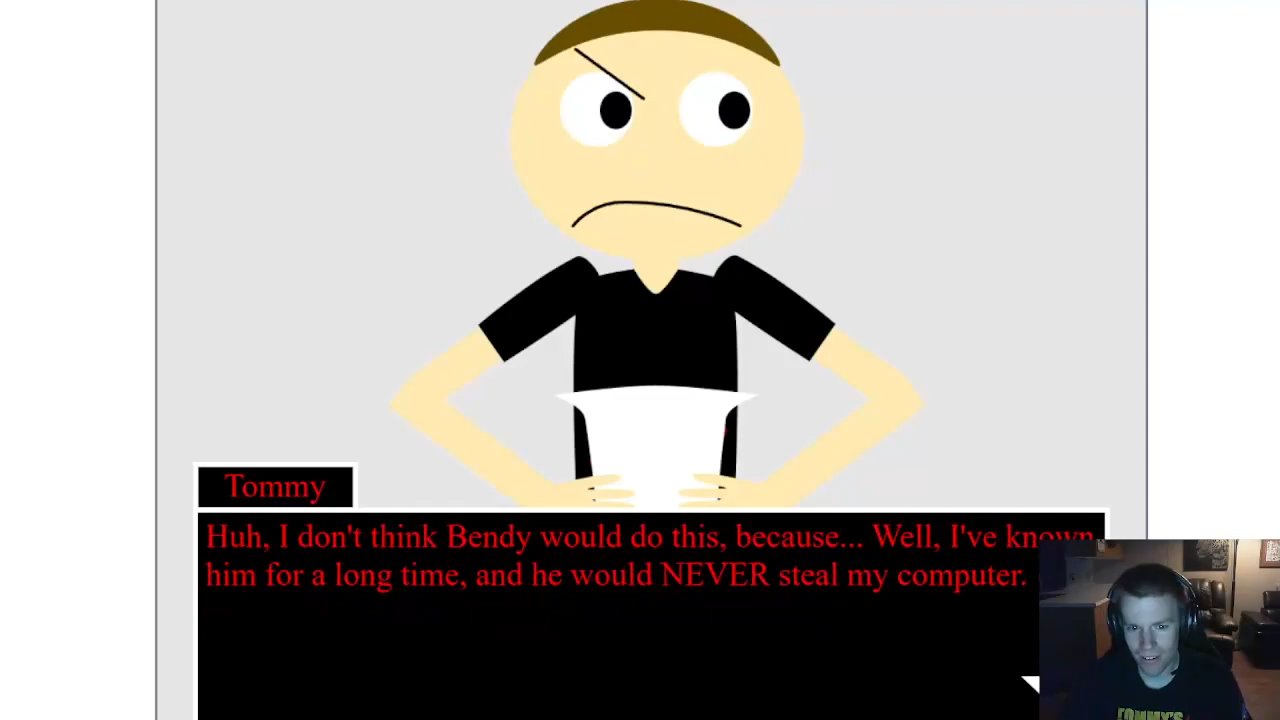 Tommy
Huh, I don't think Bendy would do this, because... Well, I've known
him for a long time, and he would NEVER steal my computer.
TOMMY'S